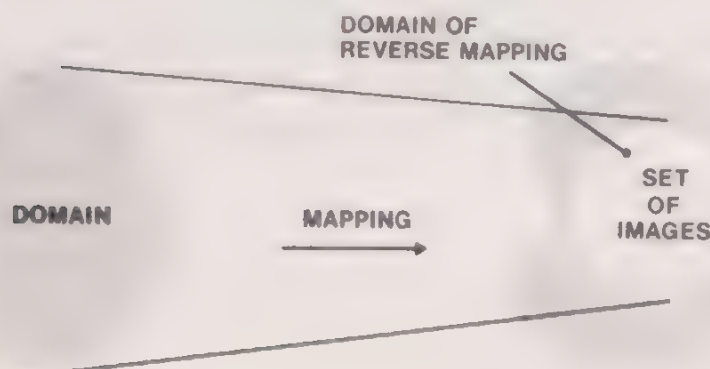 DOMAIN OF
REVERSE MAPPING
DOMAIN
MAPPING
SET
OF
IMAGES